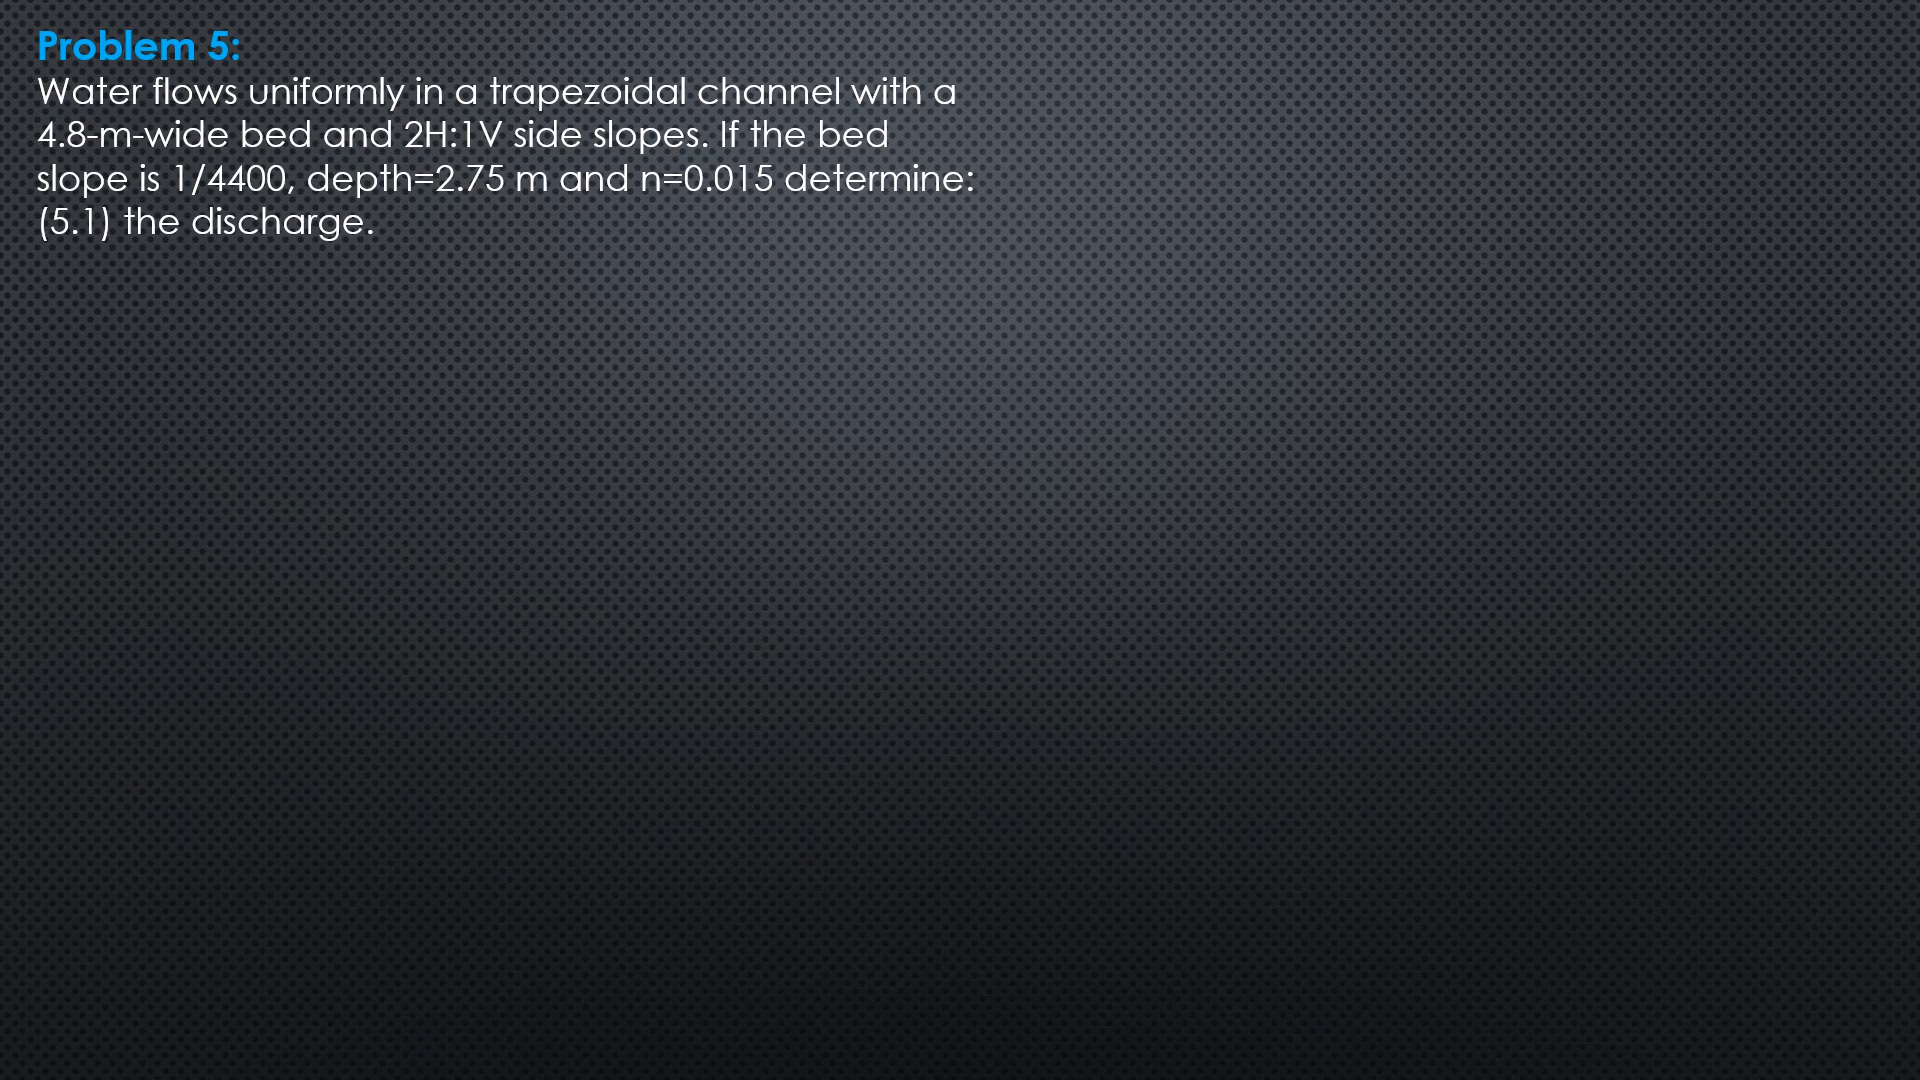 Problem 5:
Water flows uniformly in a trapezoidal channel with a
4.8-m-wide bed and 2H:1V side slopes. If the bed
slope is 1/4400, depth=2.75 m and n=0.015 determine:
(5.1) the discharge.